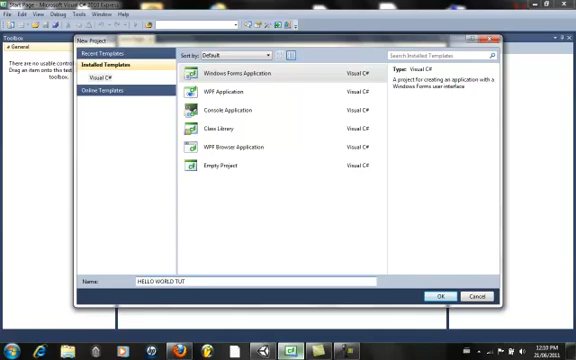 Start Page - Microsoft Visual C# 2010 Express
File Edit View Debug Tools Window Help
Toolbox
General
There are no usable
Drag an item onto this text
toolbox.
New Project
Recent Templates
Installed Templates
Visual C#
Online Templates
Sort by: Default
Windows Forms Application Visual C#
WPF Application Visual C#
Console Application Visual C#
Class Library Visual C#
WPF Browser Application Visual C#
Empty Project Visual C#
Search Installed Templates
Type: Visual C#
A project for creating an application with a
Windows Forms user interface
Name: HELLO WORLD TUT
OK Cancel
12:10 PM
21/08/2011